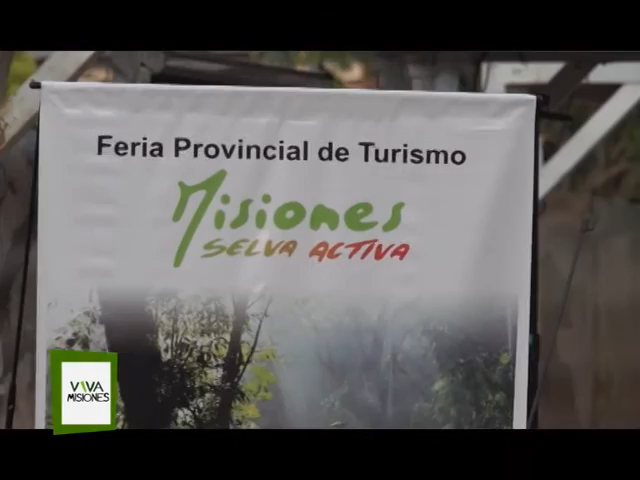 Feria Provincial de Turismo
Misiones
SELVA ACTIVA
VIVA
MISIONES